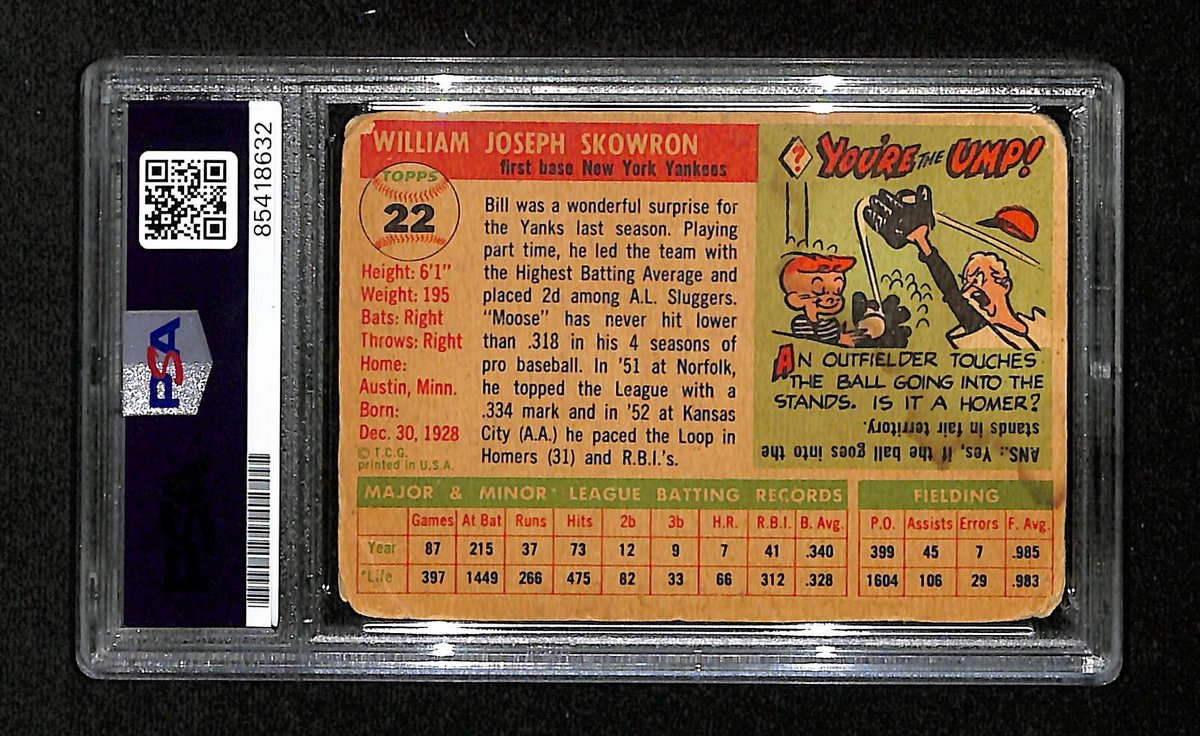 85418632
PSA
WILLIAM JOSEPH SKOWRON
first base New York Yankees
TOPPS
22
Height: 6'1"
Weight: 195
Bats: Right
Throws: Right
Home:
Austin, Minn.
Born:
Dec. 30, 1928
© T.C.G.
printed in U.S.A.
Bill was a wonderful surprise for
the Yanks last season. Playing
part time, he led the team with
the Highest Batting Average and
placed 2d among A.L. Sluggers.
"Moose" has never hit lower
than .318 in his 4 seasons of
pro baseball. In '51 at Norfolk,
he topped the League with a
.334 mark and in '52 at Kansas
City (A.A.) he paced the Loop in
Homers (31) and R.B.I.'s.
? YOU'RE THE UMP!
AN OUTFIELDER TOUCHES
THE BALL GOING INTO THE
STANDS. IS IT A HOMER?
ANS.: Yes, if the ball goes into the
stands in fair territory.
MAJOR & MINOR* LEAGUE BATTING RECORDS
Games At Bat Runs Hits 2b 3b H.R. R.B.I. B. Avg.
Year 87 215 37 73 12 9 7 41 .340
*Life 397 1449 266 475 82 33 66 312 .328
FIELDING
P.O. Assists Errors F. Avg.
399 45 7 .985
1604 106 29 .983